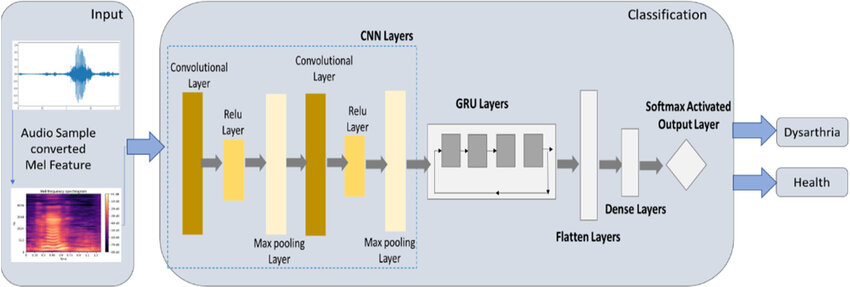 Input
Classification
CNN Layers
Convolutional
Layer
Relu
Layer
Max pooling
Layer
Convolutional
Layer
Relu
Layer
Max pooling
Layer
GRU Layers
Flatten Layers
Dense Layers
Softmax Activated
Output Layer
Dysarthria
Health
Audio Sample
converted
Mel Feature